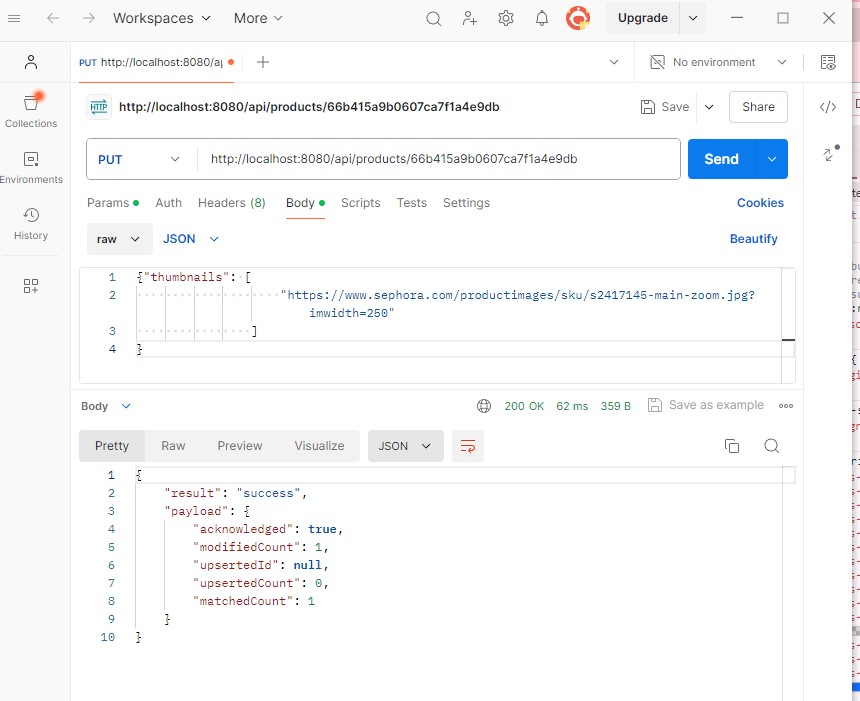 Workspaces More Upgrade
PUT http://localhost:8080/a No environment
Collections
Environments
History
HTTP http://localhost:8080/api/products/66b415a9b0607ca7f1a4e9db Save Share
PUT http://localhost:8080/api/products/66b415a9b0607ca7f1a4e9db Send
Params Auth Headers (8) Body Scripts Tests Settings Cookies
raw JSON Beautify
1 {"thumbnails": [
2 "https://www.sephora.com/productimages/sku/s2417145-main-zoom.jpg?
imwidth=250"
3 ]
4 }
Body 200 OK 62 ms 359 B Save as example
Pretty Raw Preview Visualize JSON
1 {
2 "result": "success",
3 "payload": {
4 "acknowledged": true,
5 "modifiedCount": 1,
6 "upsertedId": null,
7 "upsertedCount": 0,
8 "matchedCount": 1
9 }
10 }